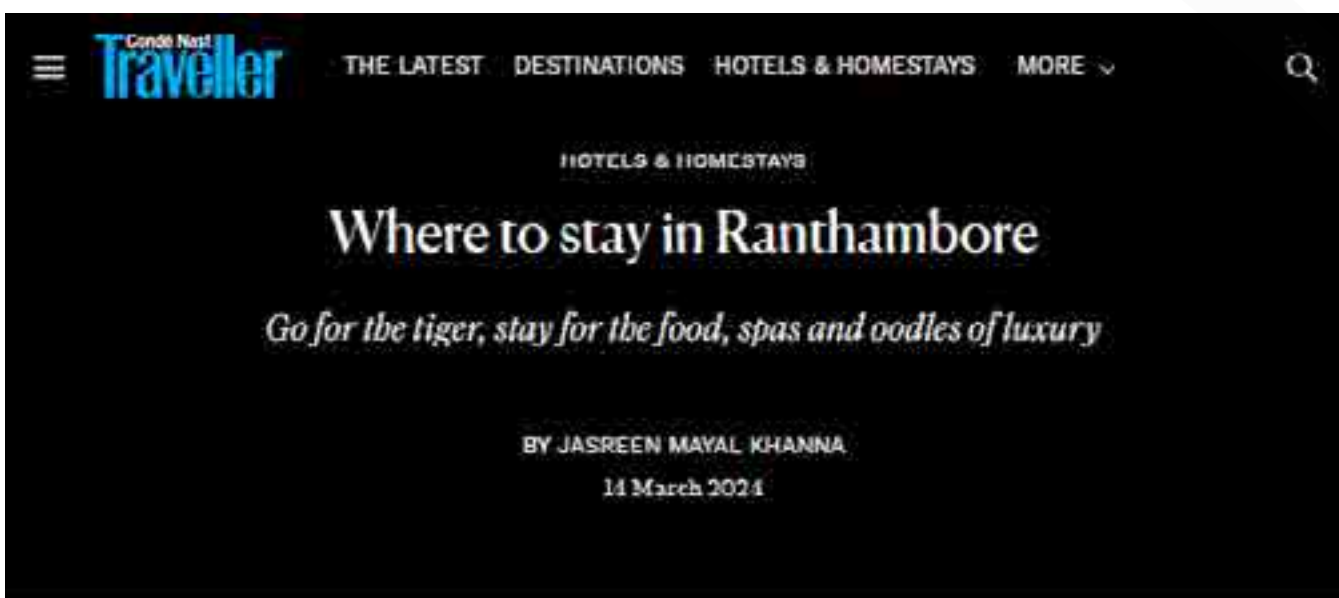 Condé Nast
Traveller
THE LATEST DESTINATIONS HOTELS & HOMESTAYS MORE
HOTELS & HOMESTAYS
Where to stay in Ranthambore
Go for the tiger, stay for the food, spas and oodles of luxury
BY JASREEN MAYAL KHANNA
14 March 2024